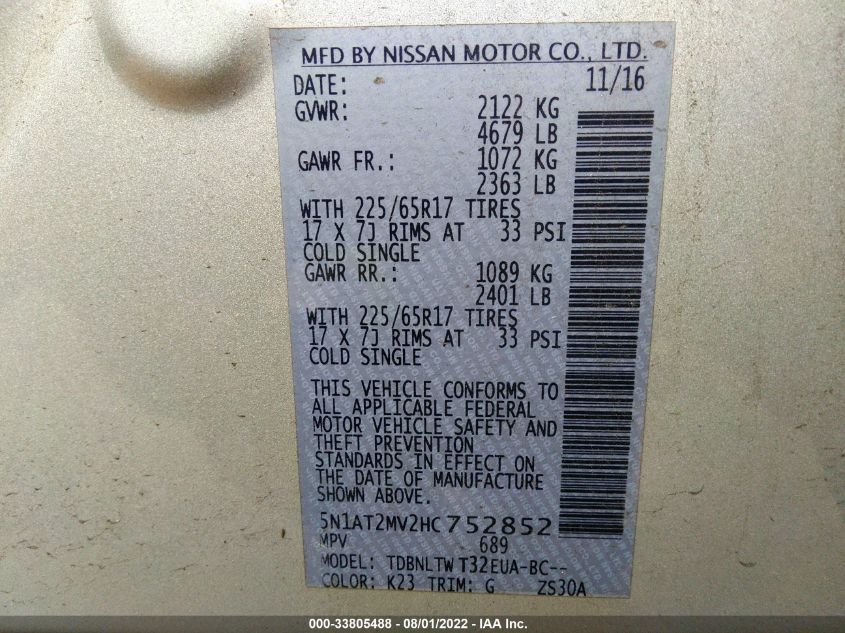 MFD BY NISSAN MOTOR CO., LTD.
DATE: 11/16
GVWR: 2122 KG
4679 LB
GAWR FR.: 1072 KG
2363 LB
WITH 225/65R17 TIRES
17 X 7J RIMS AT 33 PSI
COLD SINGLE
GAWR RR.: 1089 KG
2401 LB
WITH 225/65R17 TIRES
17 X 7J RIMS AT 33 PSI
COLD SINGLE
THIS VEHICLE CONFORMS TO
ALL APPLICABLE FEDERAL
MOTOR VEHICLE SAFETY AND
THEFT PREVENTION
STANDARDS IN EFFECT ON
THE DATE OF MANUFACTURE
SHOWN ABOVE.
5N1AT2MV2HC752852
MPV 689
MODEL: TDBNLTW T32EUA-BC--
COLOR: K23 TRIM: G ZS30A
000-33805488 - 08/01/2022 - IAA Inc.